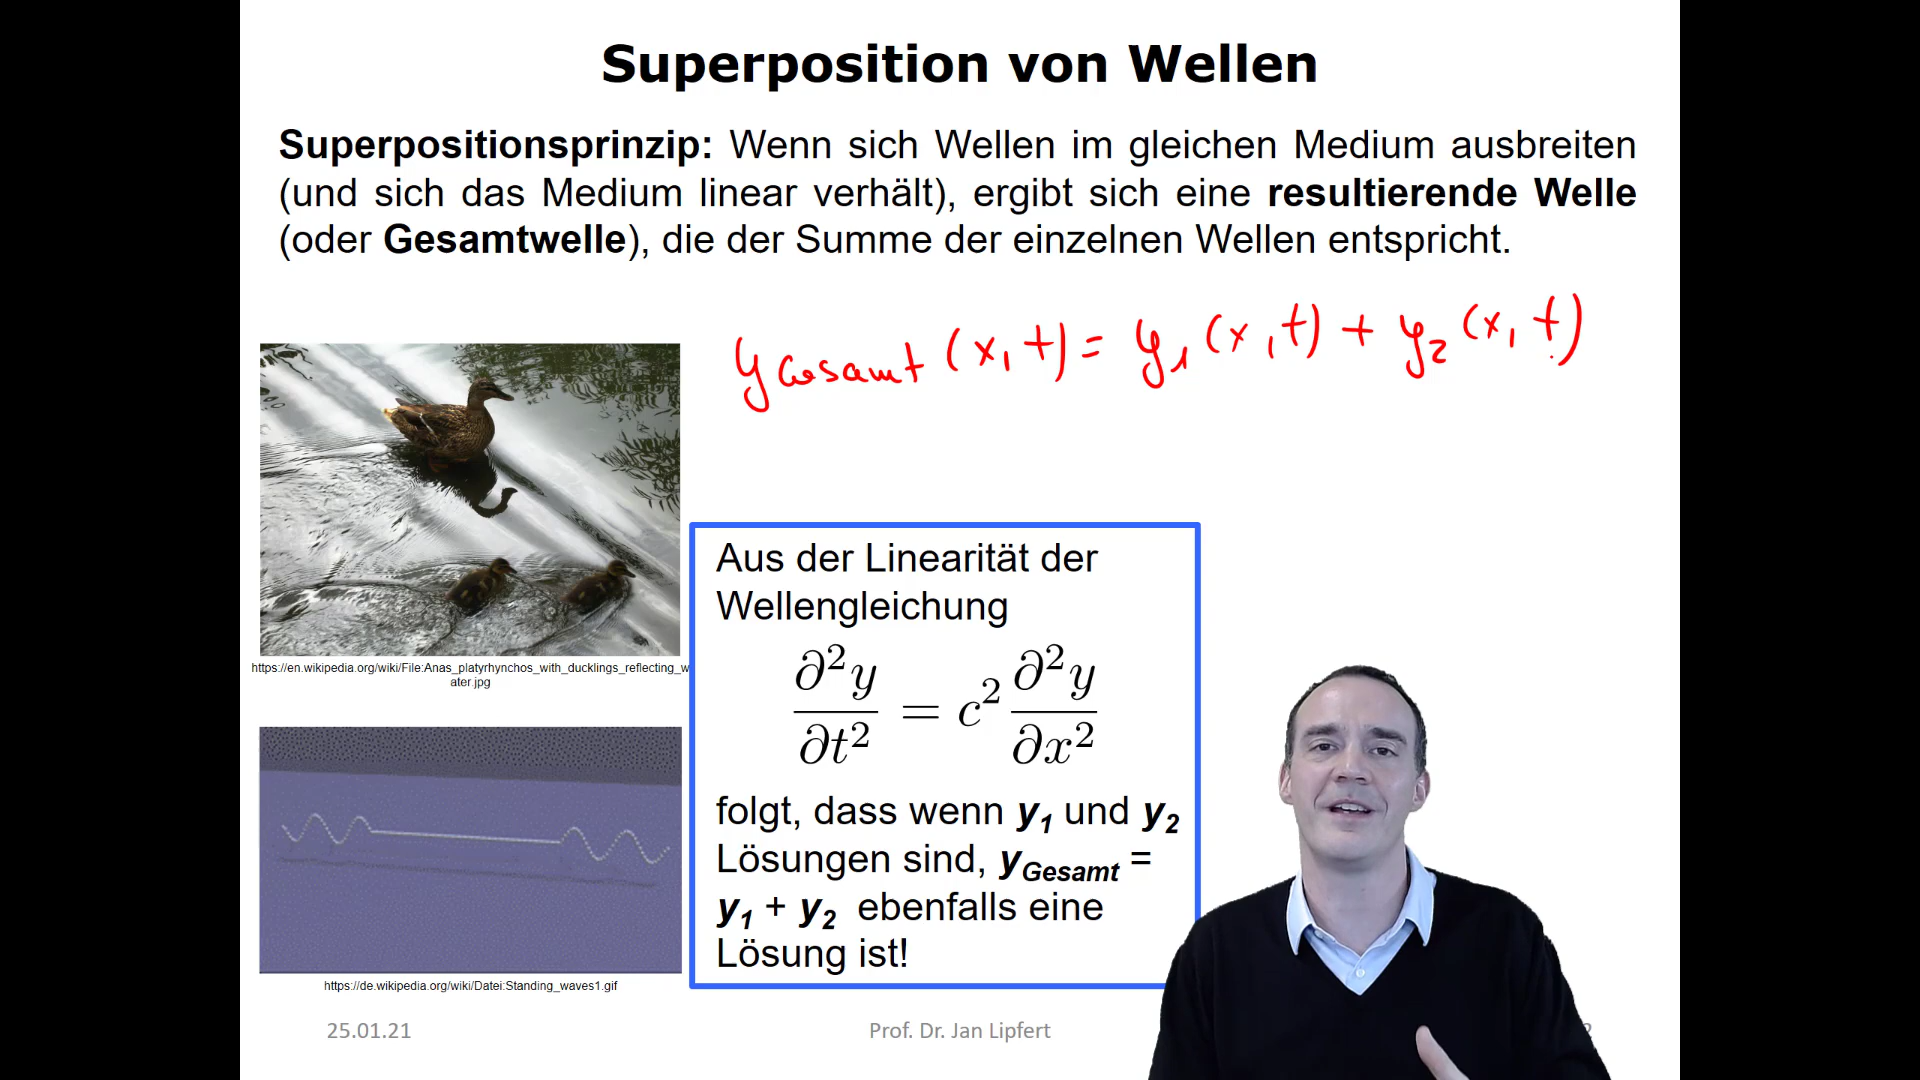 Superposition von Wellen
Superpositionsprinzip: Wenn sich Wellen im gleichen Medium ausbreiten
(und sich das Medium linear verhält), ergibt sich eine resultierende Welle
(oder Gesamtwelle), die der Summe der einzelnen Wellen entspricht.
y Gesamt (x, t) = y₁ (x, t) + y₂ (x, t)
https://en.wikipedia.org/wiki/File:Anas_platyrhynchos_with_ducklings_reflecting_w
ater.jpg
https://de.wikipedia.org/wiki/Datei:Standing_waves1.gif
Aus der Linearität der
Wellengleichung
∂²y/∂t² = c² ∂²y/∂x²
folgt, dass wenn y₁ und y₂
Lösungen sind, y_Gesamt =
y₁ + y₂ ebenfalls eine
Lösung ist!
25.01.21
Prof. Dr. Jan Lipfert